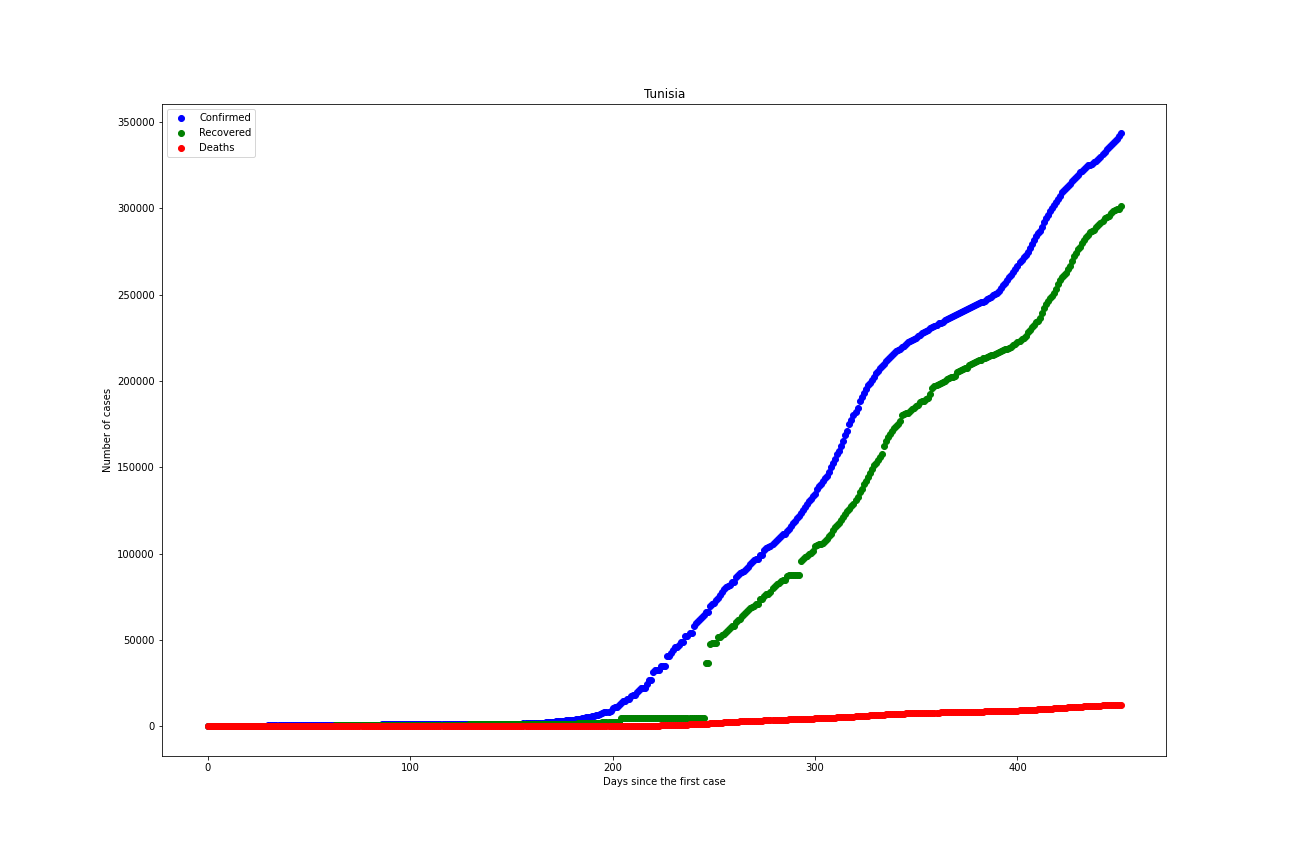 Tunisia
Confirmed
Recovered
Deaths
350000
300000
250000
200000
150000
100000
50000
0
Number of cases
0 100 200 300 400
Days since the first case